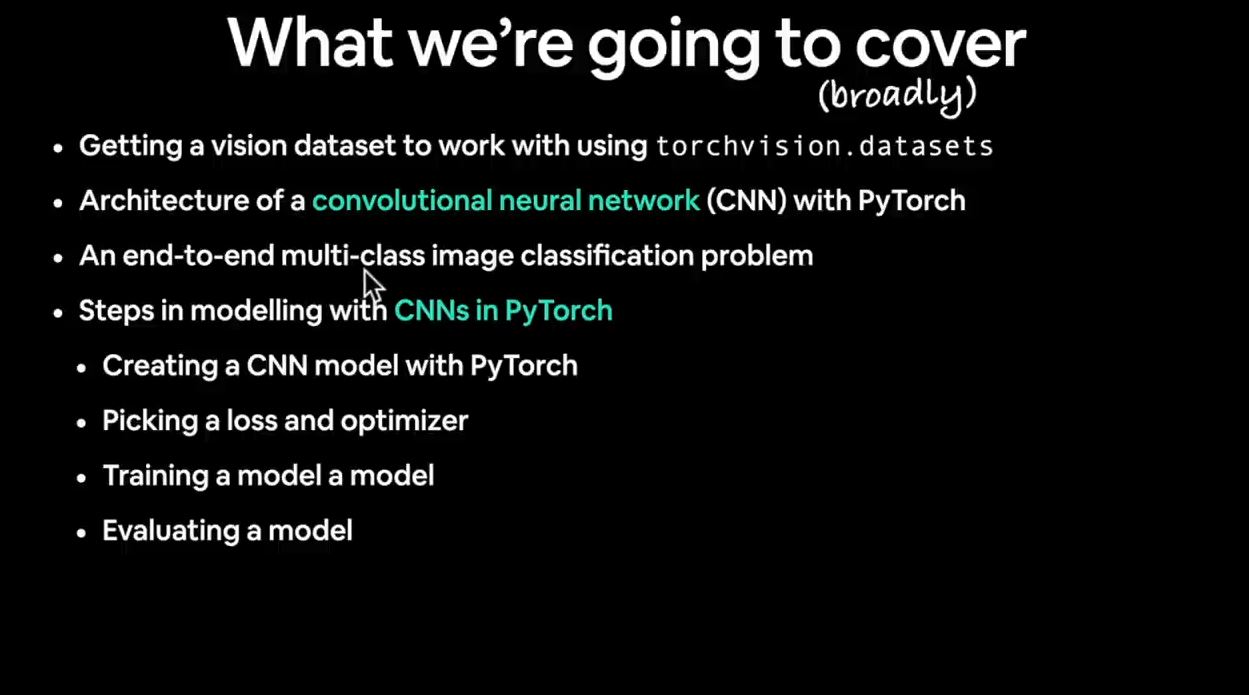 What we're going to cover
(broadly)
• Getting a vision dataset to work with using torchvision.datasets
• Architecture of a convolutional neural network (CNN) with PyTorch
• An end-to-end multi-class image classification problem
• Steps in modelling with CNNs in PyTorch
• Creating a CNN model with PyTorch
• Picking a loss and optimizer
• Training a model a model
• Evaluating a model